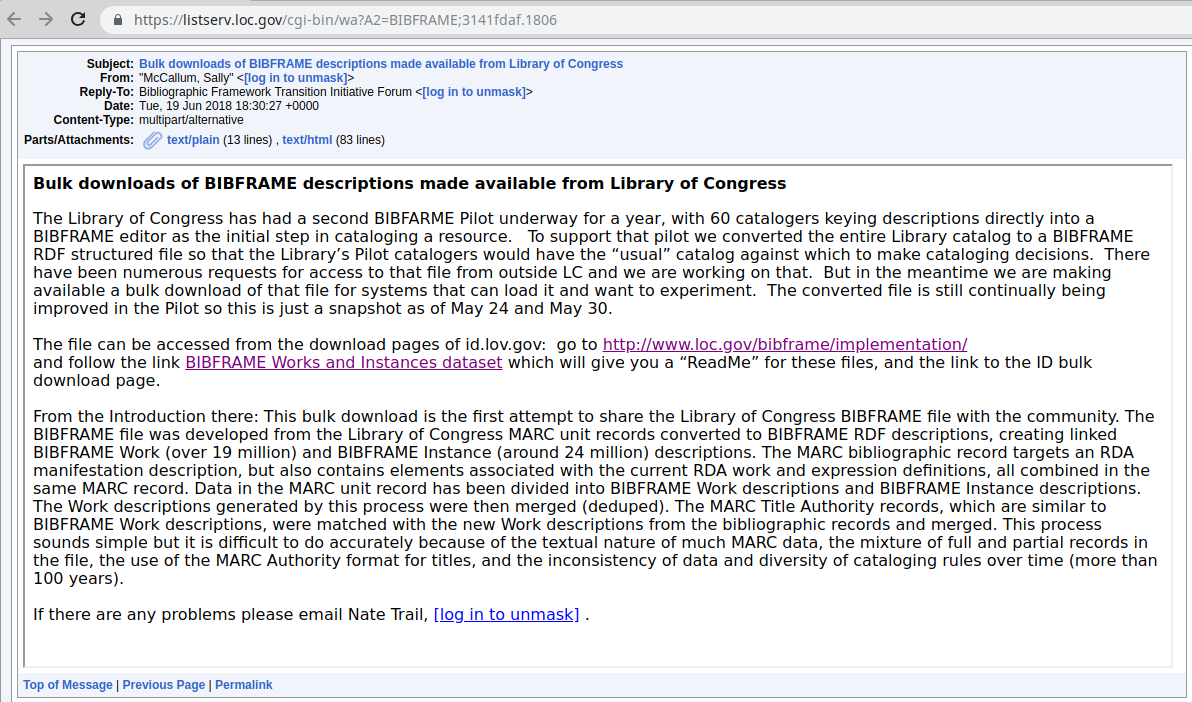 https://listserv.loc.gov/cgi-bin/wa?A2=BIBFRAME;3141fdaf.1806
Subject: Bulk downloads of BIBFRAME descriptions made available from Library of Congress
From: "McCallum, Sally" <[log in to unmask]>
Reply-To: Bibliographic Framework Transition Initiative Forum <[log in to unmask]>
Date: Tue, 19 Jun 2018 18:30:27 +0000
Content-Type: multipart/alternative
Parts/Attachments: text/plain (13 lines) , text/html (83 lines)
Bulk downloads of BIBFRAME descriptions made available from Library of Congress
The Library of Congress has had a second BIBFARME Pilot underway for a year, with 60 catalogers keying descriptions directly into a
BIBFRAME editor as the initial step in cataloging a resource.   To support that pilot we converted the entire Library catalog to a BIBFRAME
RDF structured file so that the Library’s Pilot catalogers would have the “usual” catalog against which to make cataloging decisions.  There
have been numerous requests for access to that file from outside LC and we are working on that.  But in the meantime we are making
available a bulk download of that file for systems that can load it and want to experiment.  The converted file is still continually being
improved in the Pilot so this is just a snapshot as of May 24 and May 30.
The file can be accessed from the download pages of id.lov.gov:  go to http://www.loc.gov/bibframe/implementation/
and follow the link BIBFRAME Works and Instances dataset which will give you a “ReadMe” for these files, and the link to the ID bulk
download page.
From the Introduction there: This bulk download is the first attempt to share the Library of Congress BIBFRAME file with the community. The
BIBFRAME file was developed from the Library of Congress MARC unit records converted to BIBFRAME RDF descriptions, creating linked
BIBFRAME Work (over 19 million) and BIBFRAME Instance (around 24 million) descriptions. The MARC bibliographic record targets an RDA
manifestation description, but also contains elements associated with the current RDA work and expression definitions, all combined in the
same MARC record. Data in the MARC unit record has been divided into BIBFRAME Work descriptions and BIBFRAME Instance descriptions.
The Work descriptions generated by this process were then merged (deduped). The MARC Title Authority records, which are similar to
BIBFRAME Work descriptions, were matched with the new Work descriptions from the bibliographic records and merged. This process
sounds simple but it is difficult to do accurately because of the textual nature of much MARC data, the mixture of full and partial records in
the file, the use of the MARC Authority format for titles, and the inconsistency of data and diversity of cataloging rules over time (more than
100 years).
If there are any problems please email Nate Trail, [log in to unmask] .
Top of Message | Previous Page | Permalink